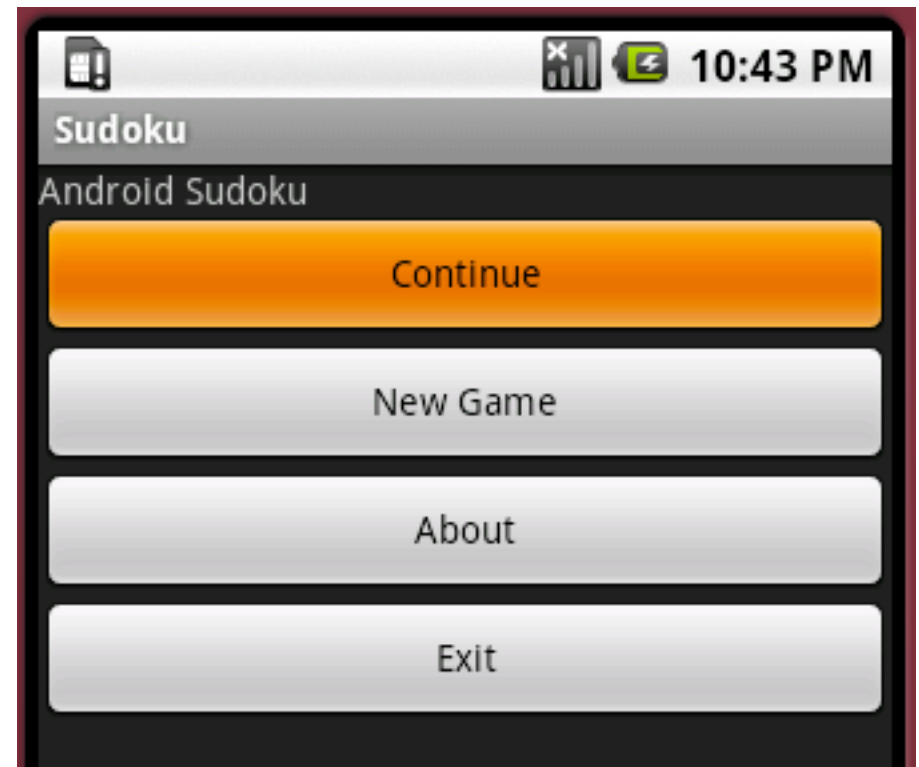 10:43 PM
Sudoku
Android Sudoku
Continue
New Game
About
Exit